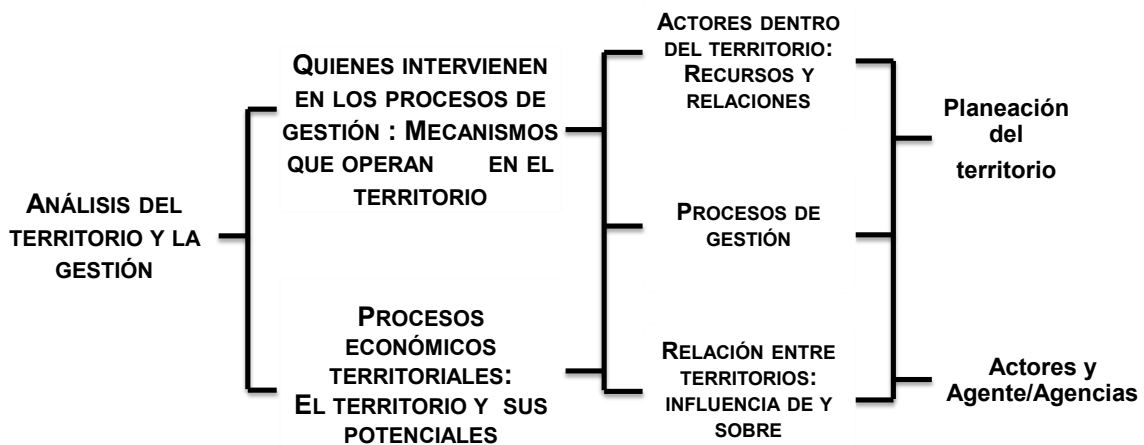 ANÁLISIS DEL
TERRITORIO Y LA
GESTIÓN
QUIENES INTERVIENEN
EN LOS PROCESOS DE
GESTIÓN : MECANISMOS
QUE OPERAN EN EL
TERRITORIO
PROCESOS
ECONÓMICOS
TERRITORIALES:
EL TERRITORIO Y SUS
POTENCIALES
ACTORES DENTRO
DEL TERRITORIO:
RECURSOS Y
RELACIONES
PROCESOS DE
GESTIÓN
RELACIÓN ENTRE
TERRITORIOS:
INFLUENCIA DE Y
SOBRE
Planeación
del
territorio
Actores y
Agente/Agencias